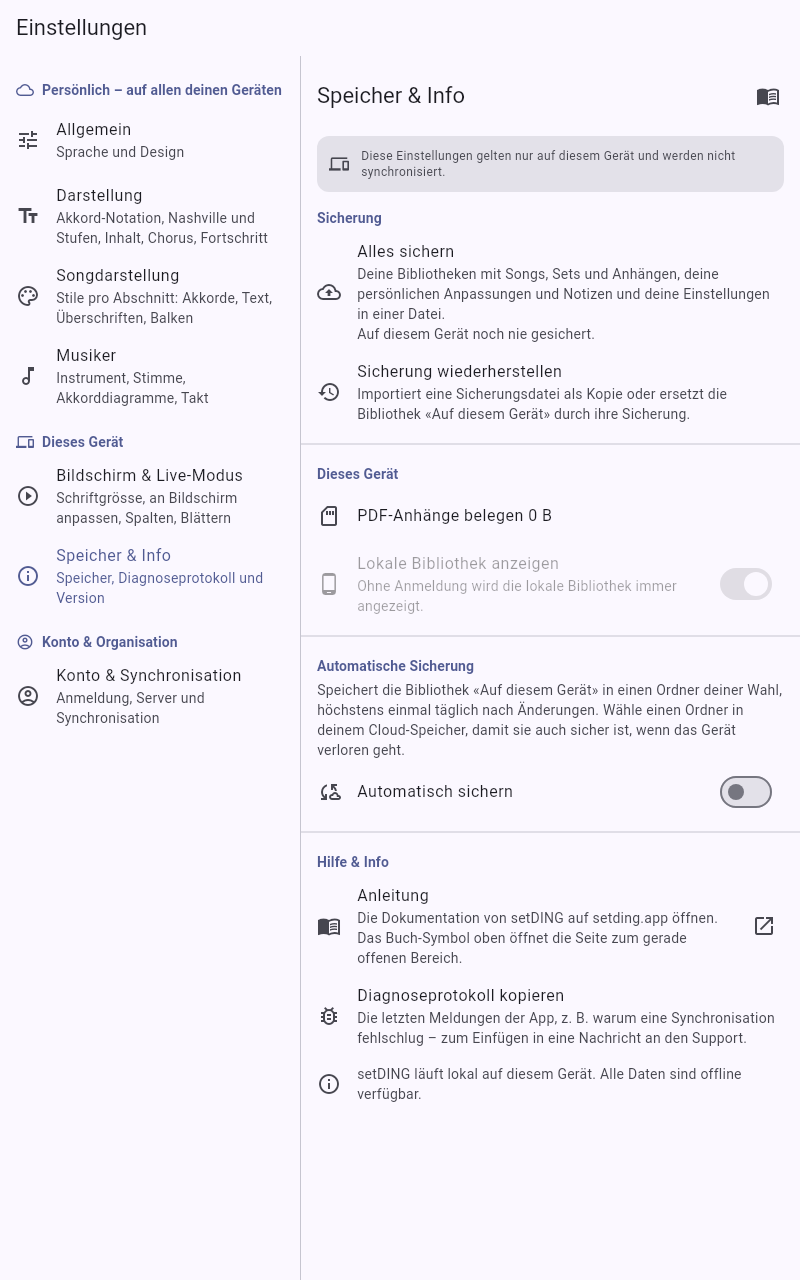 Einstellungen
Persönlich – auf allen deinen Geräten
Allgemein
Sprache und Design
Darstellung
Akkord-Notation, Nashville und
Stufen, Inhalt, Chorus, Fortschritt
Songdarstellung
Stile pro Abschnitt: Akkorde, Text,
Überschriften, Balken
Musiker
Instrument, Stimme,
Akkorddiagramme, Takt
Dieses Gerät
Bildschirm & Live-Modus
Schriftgrösse, an Bildschirm
anpassen, Spalten, Blättern
Speicher & Info
Speicher, Diagnoseprotokoll und
Version
Konto & Organisation
Konto & Synchronisation
Anmeldung, Server und
Synchronisation
Speicher & Info
Diese Einstellungen gelten nur auf diesem Gerät und werden nicht
synchronisiert.
Sicherung
Alles sichern
Deine Bibliotheken mit Songs, Sets und Anhängen, deine
persönlichen Anpassungen und Notizen und deine Einstellungen
in einer Datei.
Auf diesem Gerät noch nie gesichert.
Sicherung wiederherstellen
Importiert eine Sicherungsdatei als Kopie oder ersetzt die
Bibliothek «Auf diesem Gerät» durch ihre Sicherung.
Dieses Gerät
PDF-Anhänge belegen 0 B
Lokale Bibliothek anzeigen
Ohne Anmeldung wird die lokale Bibliothek immer
angezeigt.
Automatische Sicherung
Speichert die Bibliothek «Auf diesem Gerät» in einen Ordner deiner Wahl,
höchstens einmal täglich nach Änderungen. Wähle einen Ordner in
deinem Cloud-Speicher, damit sie auch sicher ist, wenn das Gerät
verloren geht.
Automatisch sichern
Hilfe & Info
Anleitung
Die Dokumentation von setDING auf setding.app öffnen.
Das Buch-Symbol oben öffnet die Seite zum gerade
offenen Bereich.
Diagnoseprotokoll kopieren
Die letzten Meldungen der App, z. B. warum eine Synchronisation
fehlschlug – zum Einfügen in eine Nachricht an den Support.
setDING läuft lokal auf diesem Gerät. Alle Daten sind offline
verfügbar.